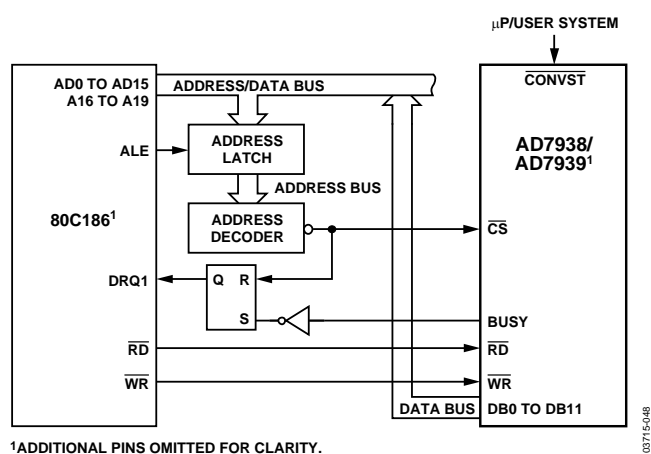 μP/USER SYSTEM
AD0 TO AD15
A16 TO A19
ADDRESS/DATA BUS
CONVST
ALE
ADDRESS
LATCH
AD7938/
AD7939¹
ADDRESS BUS
80C186¹
ADDRESS
DECODER
CS
DRQ1
Q R
S
BUSY
RD
RD
WR
WR
DATA BUS
DB0 TO DB11
¹ADDITIONAL PINS OMITTED FOR CLARITY.
03715-048